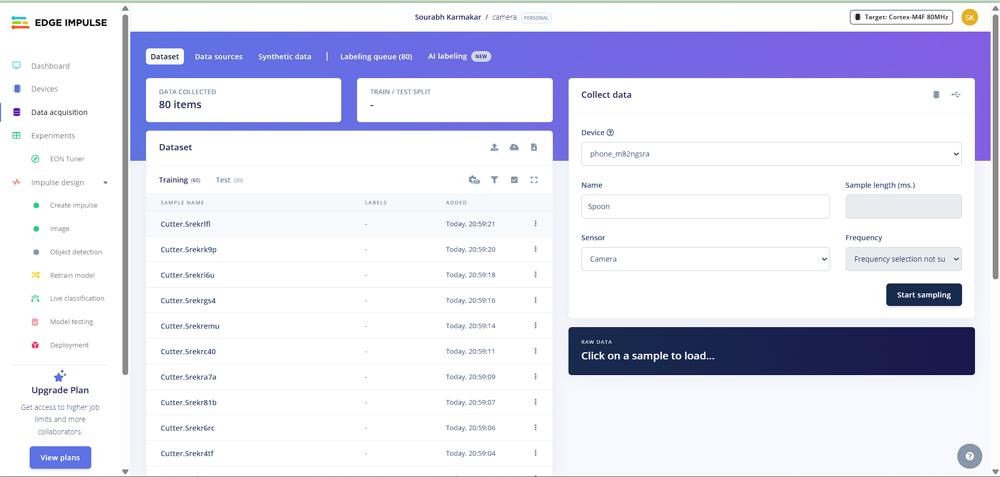 EDGE IMPULSE
Sourabh Karmakar / camera PERSONAL
Target: Cortex-M4F 80MHz
SK
Dashboard
Devices
Data acquisition
Experiments
EON Tuner
Impulse design
Create impulse
Image
Object detection
Retrain model
Live classification
Model testing
Deployment
Upgrade Plan
Get access to higher job
limits and more
collaborators.
View plans
Dataset Data sources Synthetic data | Labeling queue (80) AI labeling NEW
DATA COLLECTED
80 items
TRAIN / TEST SPLIT
-
Dataset
Training (60) Test (20)
SAMPLE NAME LABELS ADDED
Cutter.5rekrlfl - Today, 20:59:21
Cutter.5rekrk9p - Today, 20:59:20
Cutter.5rekri6u - Today, 20:59:18
Cutter.5rekrgs4 - Today, 20:59:16
Cutter.5rekremu - Today, 20:59:14
Cutter.5rekrc40 - Today, 20:59:11
Cutter.5rekra7a - Today, 20:59:09
Cutter.5rekr81b - Today, 20:59:07
Cutter.5rekr6rc - Today, 20:59:06
Cutter.5rekr4tf - Today, 20:59:04
Collect data
Device ?
phone_m82ngsra
Name
Spoon
Sample length (ms.)
Sensor
Camera
Frequency
Frequency selection not su
Start sampling
RAW DATA
Click on a sample to load...
?